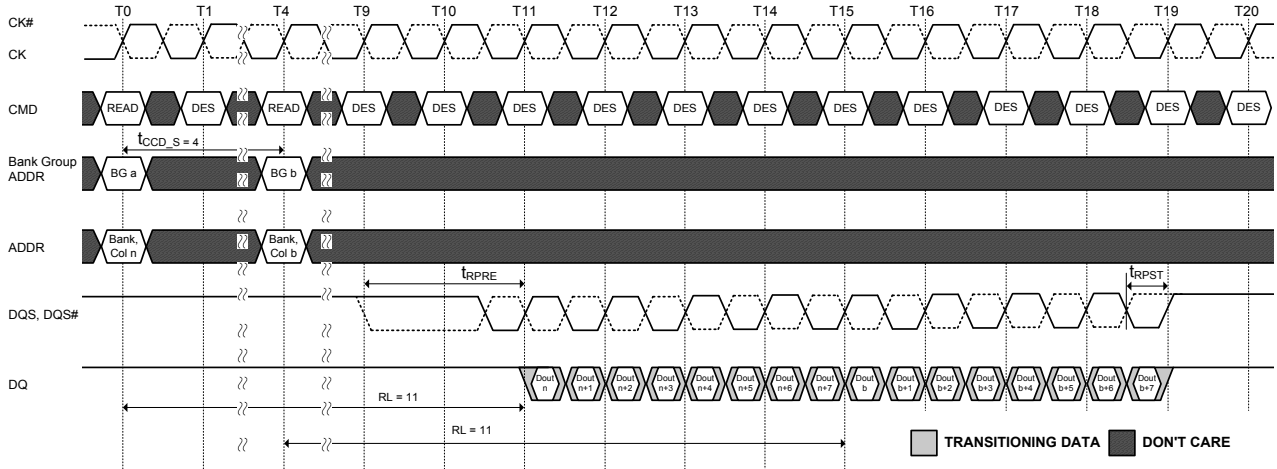 T0 T1 T4 T9 T10 T11 T12 T13 T14 T15 T16 T17 T18 T19 T20
CK#
CK
CMD READ DES READ DES DES DES DES DES DES DES DES DES DES DES DES
tCCD_S = 4
Bank Group
ADDR
BG a BG b
ADDR
Bank,
Col n
Bank,
Col b
tRPRE tRPST
DQS, DQS#
DQ
Dout
n
Dout
n+1
Dout
n+2
Dout
n+3
Dout
n+4
Dout
n+5
Dout
n+6
Dout
n+7
Dout
b
Dout
b+1
Dout
b+2
Dout
b+3
Dout
b+4
Dout
b+5
Dout
b+6
Dout
b+7
RL = 11
RL = 11
TRANSITIONING DATA DON'T CARE